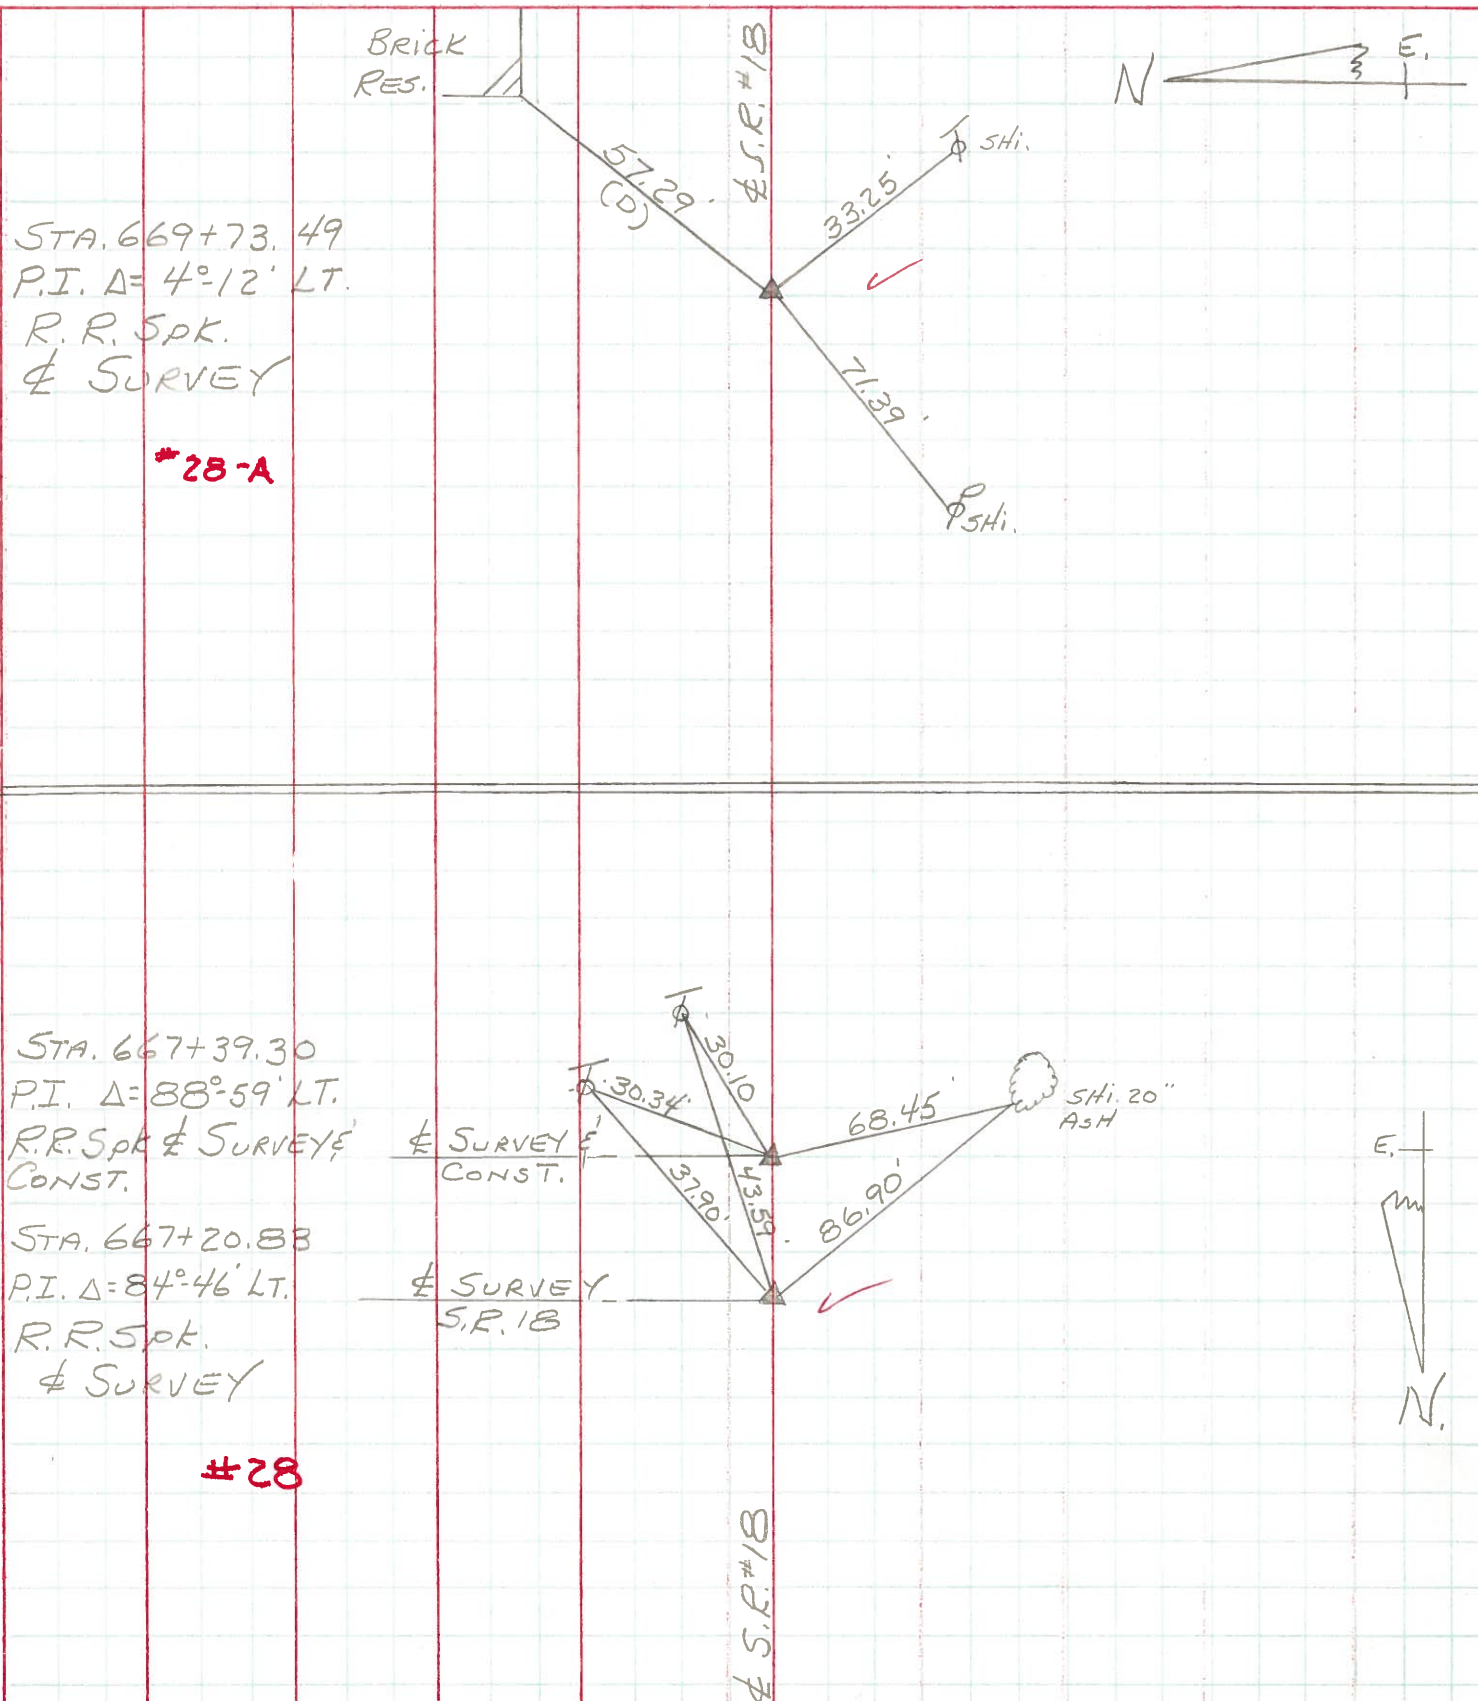 BRICK
RES.
℄ S.R. #18
N
E.
57.29'
(D)
33.25'
SHi.
STA. 669+73.49
P.I. Δ= 4°-12' LT.
R.R. Spk.
℄ SURVEY
71.39'
SHi.
#28-A
STA. 667+39.30
P.I. Δ=88°-59' LT.
R.R. Spk ℄ SURVEY &
CONST.
30.10'
30.34'
68.45'
SHi. 20"
ASH
℄ SURVEY &
CONST.
37.90'
43.59'
86.90'
E.
N.
STA. 667+20.88
P.I. Δ=84°-46' LT.
R.R. Spk.
℄ SURVEY
℄ SURVEY
S.R. 18
#28
℄ S.R. #18